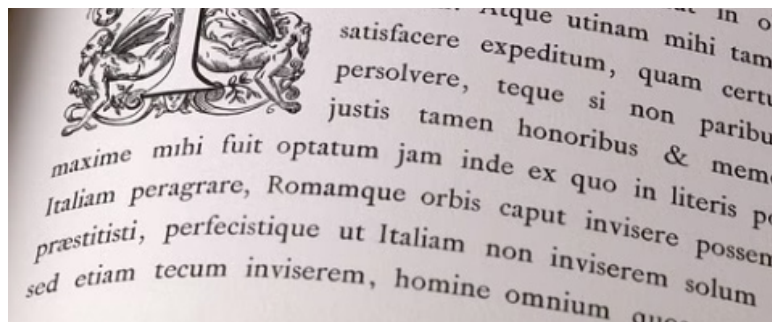 Atque utinam mihi
satisfacere expeditum, quam
persolvere, teque si non
justis tamen honoribus &
maxime mihi fuit optatum jam inde ex quo in literis
Italiam peragrare, Romamque orbis caput invisere
præstitisti, perfecistique ut Italiam non inviserem solum
sed etiam tecum inviserem, homine omnium